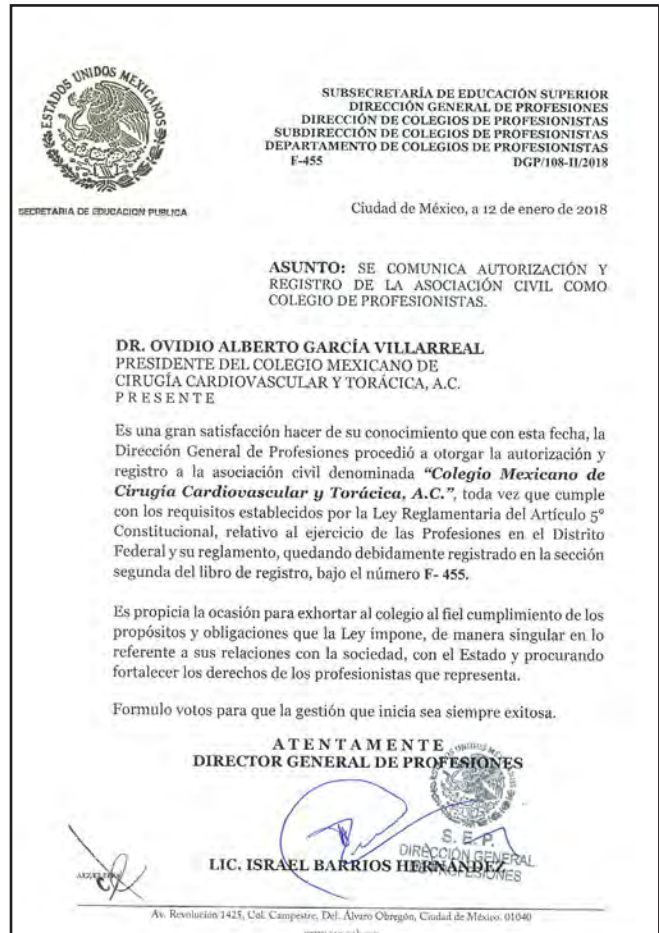 ESTADOS UNIDOS MEXICANOS
SECRETARIA DE EDUCACION PUBLICA
SUBSECRETARÍA DE EDUCACIÓN SUPERIOR
DIRECCIÓN GENERAL DE PROFESIONES
DIRECCIÓN DE COLEGIOS DE PROFESIONISTAS
SUBDIRECCIÓN DE COLEGIOS DE PROFESIONISTAS
DEPARTAMENTO DE COLEGIOS DE PROFESIONISTAS
F-455 DGP/108-II/2018
Ciudad de México, a 12 de enero de 2018
ASUNTO: SE COMUNICA AUTORIZACIÓN Y
REGISTRO DE LA ASOCIACIÓN CIVIL COMO
COLEGIO DE PROFESIONISTAS.
DR. OVIDIO ALBERTO GARCÍA VILLARREAL
PRESIDENTE DEL COLEGIO MEXICANO DE
CIRUGÍA CARDIOVASCULAR Y TORÁCICA, A.C.
P R E S E N T E
Es una gran satisfacción hacer de su conocimiento que con esta fecha, la
Dirección General de Profesiones procedió a otorgar la autorización y
registro a la asociación civil denominada "Colegio Mexicano de
Cirugía Cardiovascular y Torácica, A.C.", toda vez que cumple
con los requisitos establecidos por la Ley Reglamentaria del Artículo 5°
Constitucional, relativo al ejercicio de las Profesiones en el Distrito
Federal y su reglamento, quedando debidamente registrado en la sección
segunda del libro de registro, bajo el número F- 455.
Es propicia la ocasión para exhortar al colegio al fiel cumplimiento de los
propósitos y obligaciones que la Ley impone, de manera singular en lo
referente a sus relaciones con la sociedad, con el Estado y procurando
fortalecer los derechos de los profesionistas que representa.
Formulo votos para que la gestión que inicia sea siempre exitosa.
A T E N T A M E N T E
DIRECTOR GENERAL DE PROFESIONES
S. E. P.
DIRECCIÓN GENERAL
DE PROFESIONES
LIC. ISRAEL BARRIOS HERNÁNDEZ
Av. Revolución 1425, Col. Campestre, Del. Álvaro Obregón, Ciudad de México. 01040